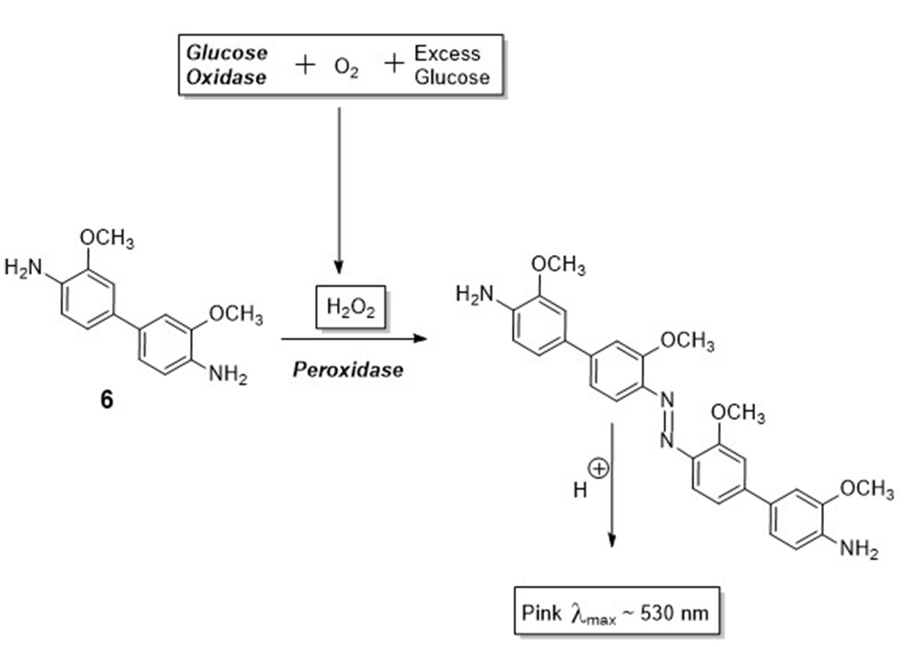 Glucose Oxidase + O₂ + Excess Glucose
H₂O₂
Peroxidase
H₂N
OCH₃
OCH₃
NH₂
6
H₂N
OCH₃
OCH₃
N
N
OCH₃
OCH₃
NH₂
H⊕
Pink λmax ~ 530 nm